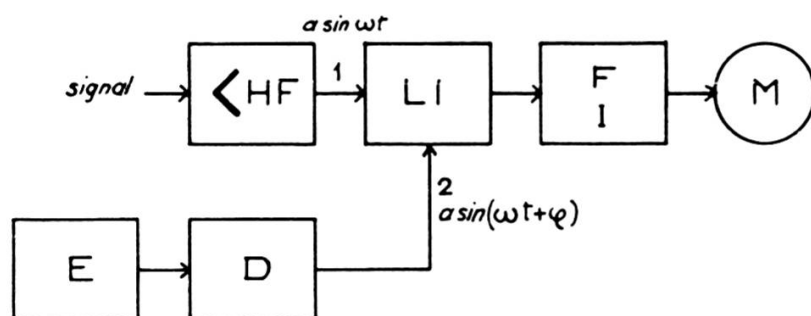 a sin ωt
signal
<HF
1
LI
F
I
M
2
a sin(ωt+φ)
E
D